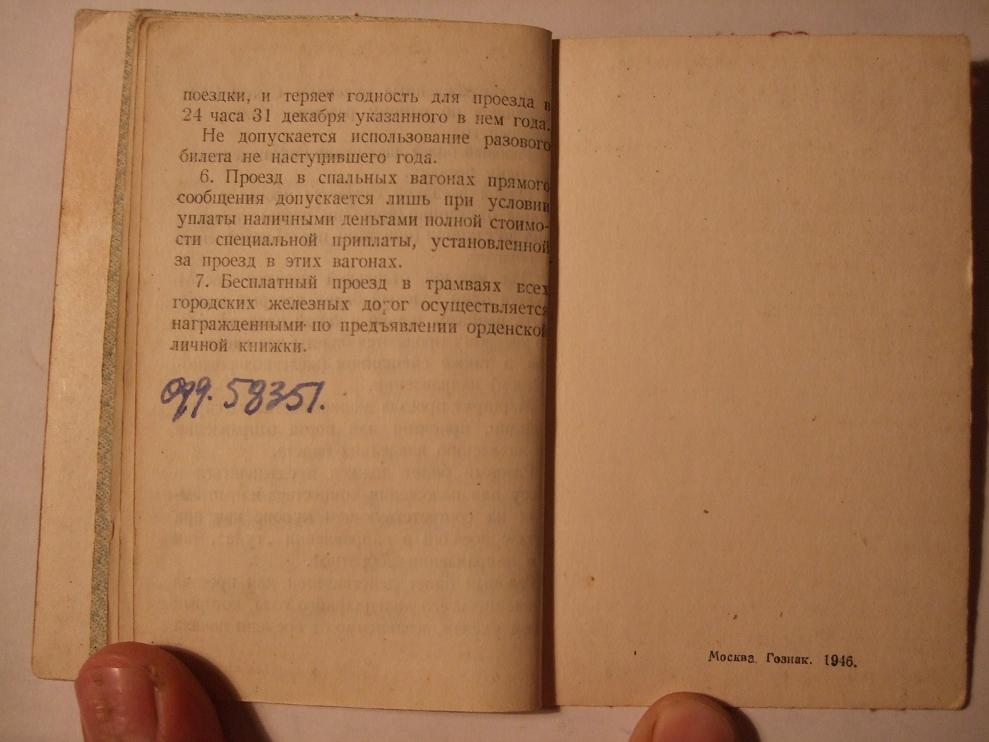 поездки, и теряет годность для проезда в
24 часа 31 декабря указанного в нем года.
Не допускается использование разового
билета не наступившего года.
6. Проезд в спальных вагонах прямого
сообщения допускается лишь при условии
уплаты наличными деньгами полной стоимо-
сти специальной приплаты, установленной
за проезд в этих вагонах.
7. Бесплатный проезд в трамваях всех
городских железных дорог осуществляется
награжденными по предъявлении орденской
личной книжки.
58351.
Москва. Гознак. 1946.